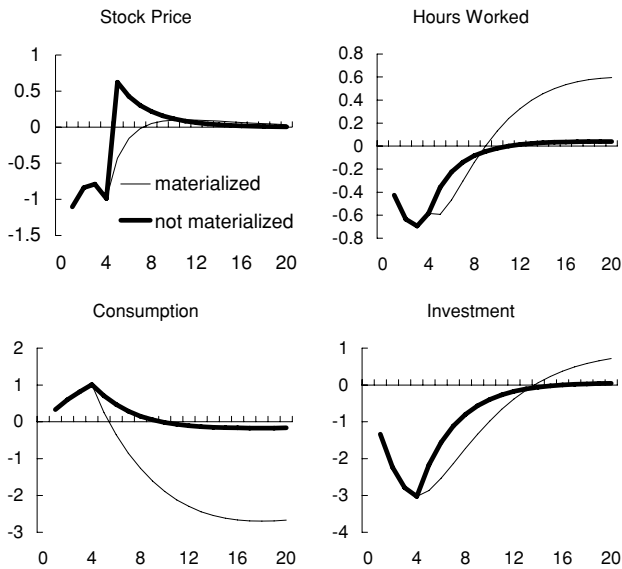 Stock Price
1
0.5
0
-0.5
-1
-1.5
materialized
not materialized
0 4 8 12 16 20
Hours Worked
0.8
0.6
0.4
0.2
0
-0.2
-0.4
-0.6
-0.8
0 4 8 12 16 20
Consumption
2
1
0
-1
-2
-3
0 4 8 12 16 20
Investment
1
0
-1
-2
-3
-4
0 4 8 12 16 20